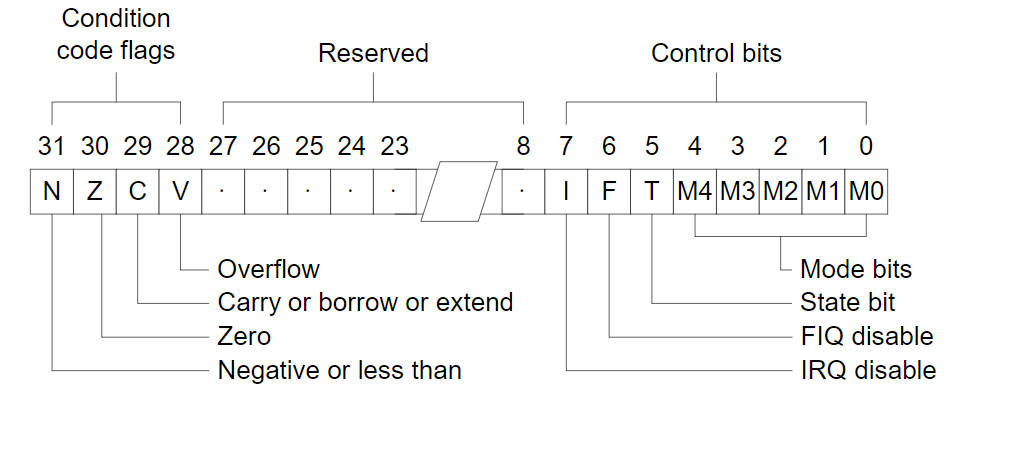 Condition
code flags
Reserved
Control bits
31 30 29 28 27 26 25 24 23 8 7 6 5 4 3 2 1 0
N Z C V · · · · · · I F T M4 M3 M2 M1 M0
Overflow
Mode bits
Carry or borrow or extend
State bit
Zero
FIQ disable
Negative or less than
IRQ disable